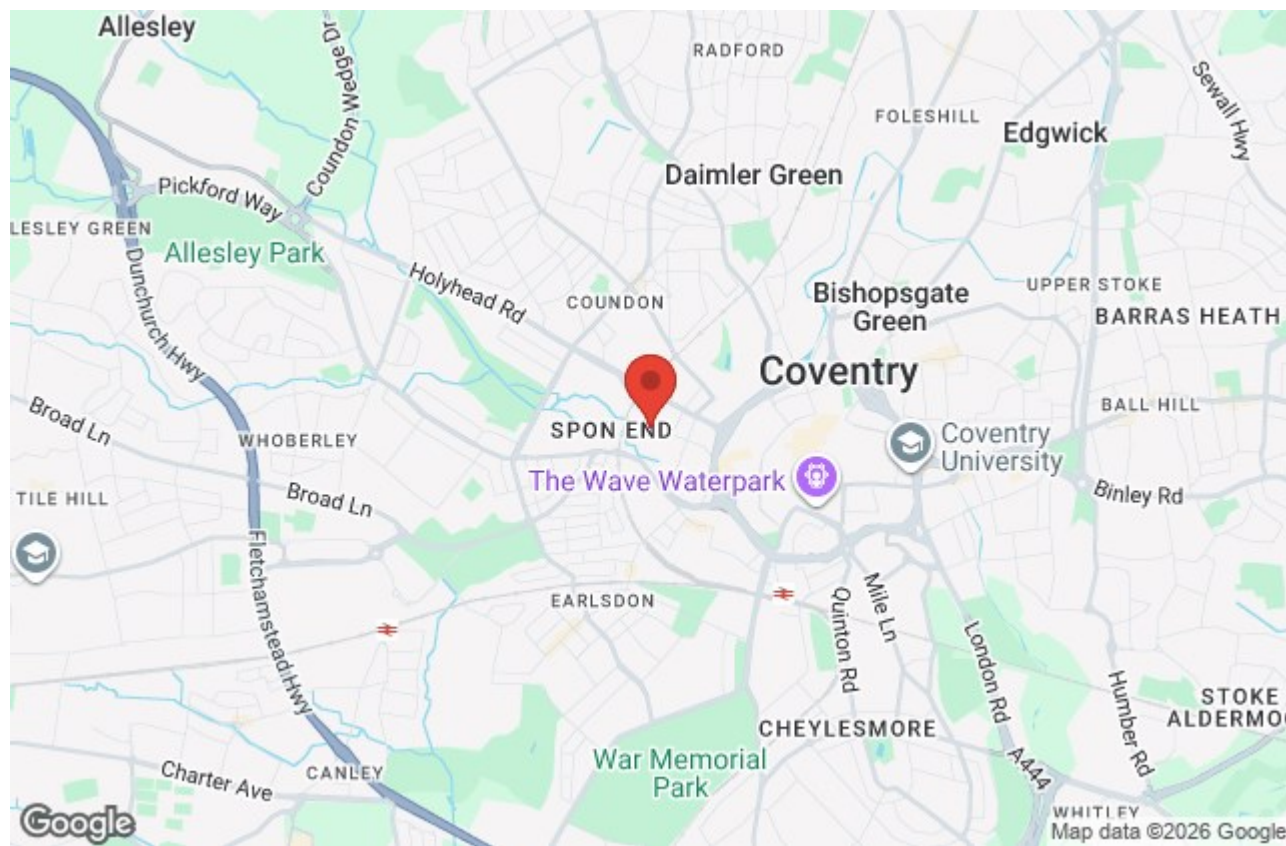 Allesley
Coundon Wedge Dr
RADFORD
Sewall Hwy
FOLESHILL
Edgwick
Daimler Green
Pickford Way
LESLEY GREEN
Allesley Park
Dunchurch Hwy
Holyhead Rd
COUNDON
Bishopsgate
Green
UPPER STOKE
BARRAS HEATH
Coventry
Broad Ln
WHOBERLEY
SPON END
BALL HILL
Coventry
University
The Wave Waterpark
Broad Ln
TILE HILL
Binley Rd
Fletchamstead Hwy
EARLSDON
Quinton Rd
Mile Ln
London Rd
Humber Rd
STOKE
ALDERMO
CHEYLESMORE
War Memorial
Park
A444
Charter Ave
CANLEY
WHITLEY
Google
Map data ©2026 Google